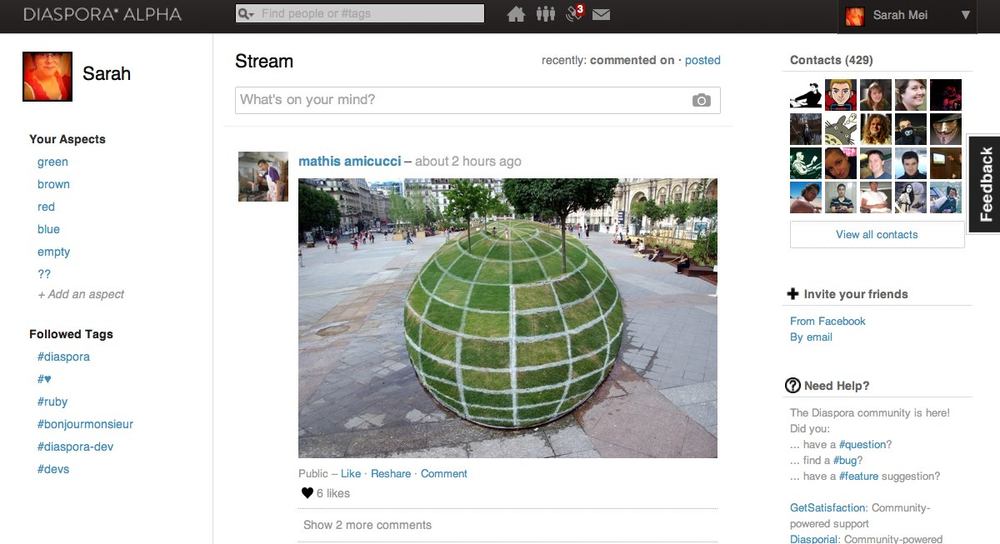 DIASPORA* ALPHA
Find people or #tags
3
Sarah Mei ▼
Sarah
Your Aspects
green
brown
red
blue
empty
??
+ Add an aspect
Followed Tags
#diaspora
#♥
#ruby
#bonjourmonsieur
#diaspora-dev
#devs
Stream
recently: commented on · posted
What's on your mind?
mathis amicucci – about 2 hours ago
Public – Like · Reshare · Comment
♥ 6 likes
Show 2 more comments
Contacts (429)
View all contacts
Feedback
Invite your friends
From Facebook
By email
Need Help?
The Diaspora community is here!
Did you:
... have a #question?
... find a #bug?
... have a #feature suggestion?
GetSatisfaction: Community-
powered support
Diasporial: Community-powered